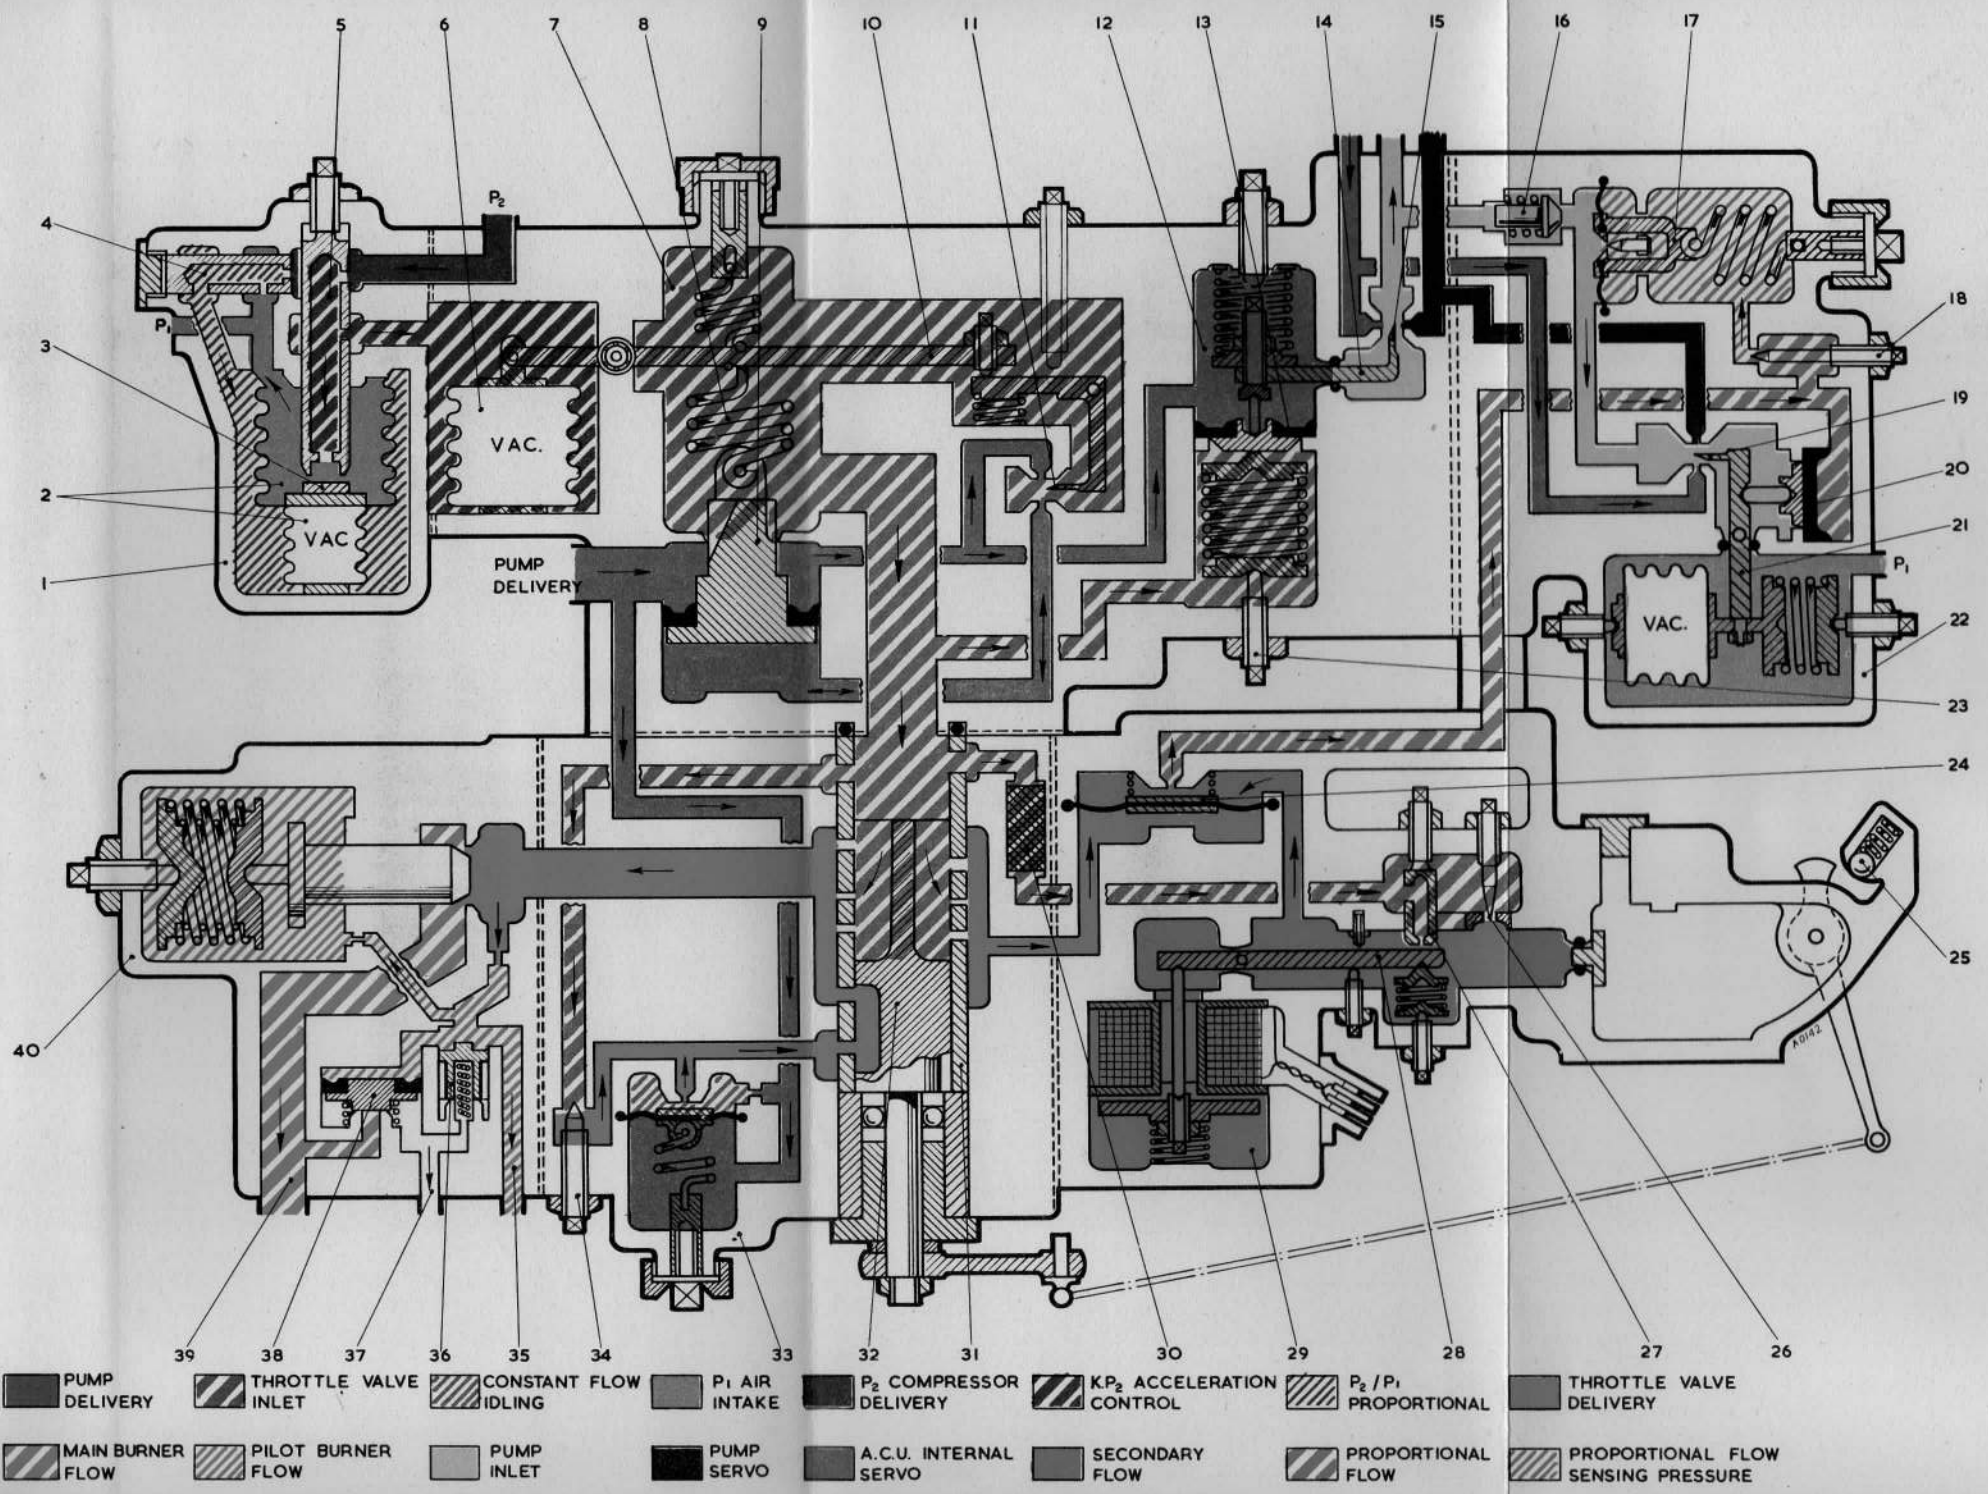 5 6 7 8 9 10 11 12 13 14 15 16 17
P2
4
P1
3
2
VAC.
VAC
1
PUMP
DELIVERY
18
19
20
21
P1
VAC.
22
23
24
25
A0142
40
39 38 37 36 35 34 33 32 31 30 29 28 27 26
PUMP
DELIVERY
THROTTLE VALVE
INLET
CONSTANT FLOW
IDLING
P1 AIR
INTAKE
P2 COMPRESSOR
DELIVERY
K.P2 ACCELERATION
CONTROL
P2/P1
PROPORTIONAL
THROTTLE VALVE
DELIVERY
MAIN BURNER
FLOW
PILOT BURNER
FLOW
PUMP
INLET
PUMP
SERVO
A.C.U. INTERNAL
SERVO
SECONDARY
FLOW
PROPORTIONAL
FLOW
PROPORTIONAL FLOW
SENSING PRESSURE